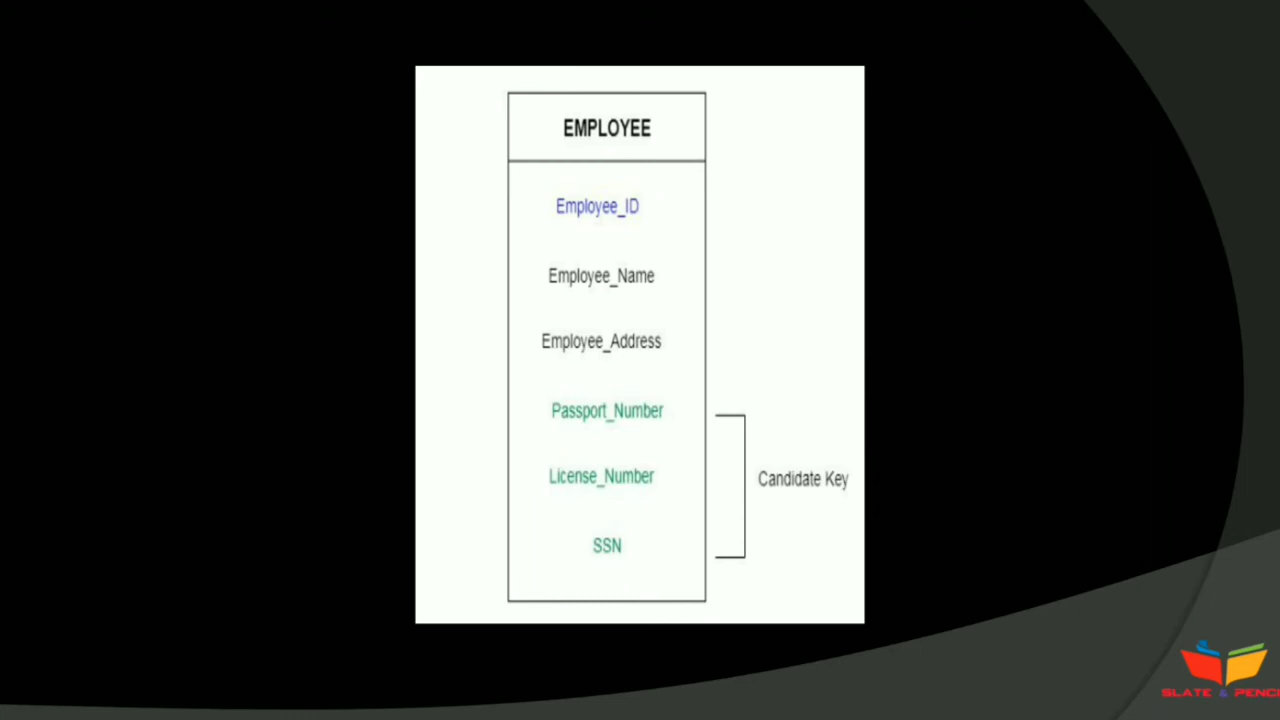 EMPLOYEE
Employee_ID
Employee_Name
Employee_Address
Passport_Number
License_Number
Candidate Key
SSN
SLATE & PENCI